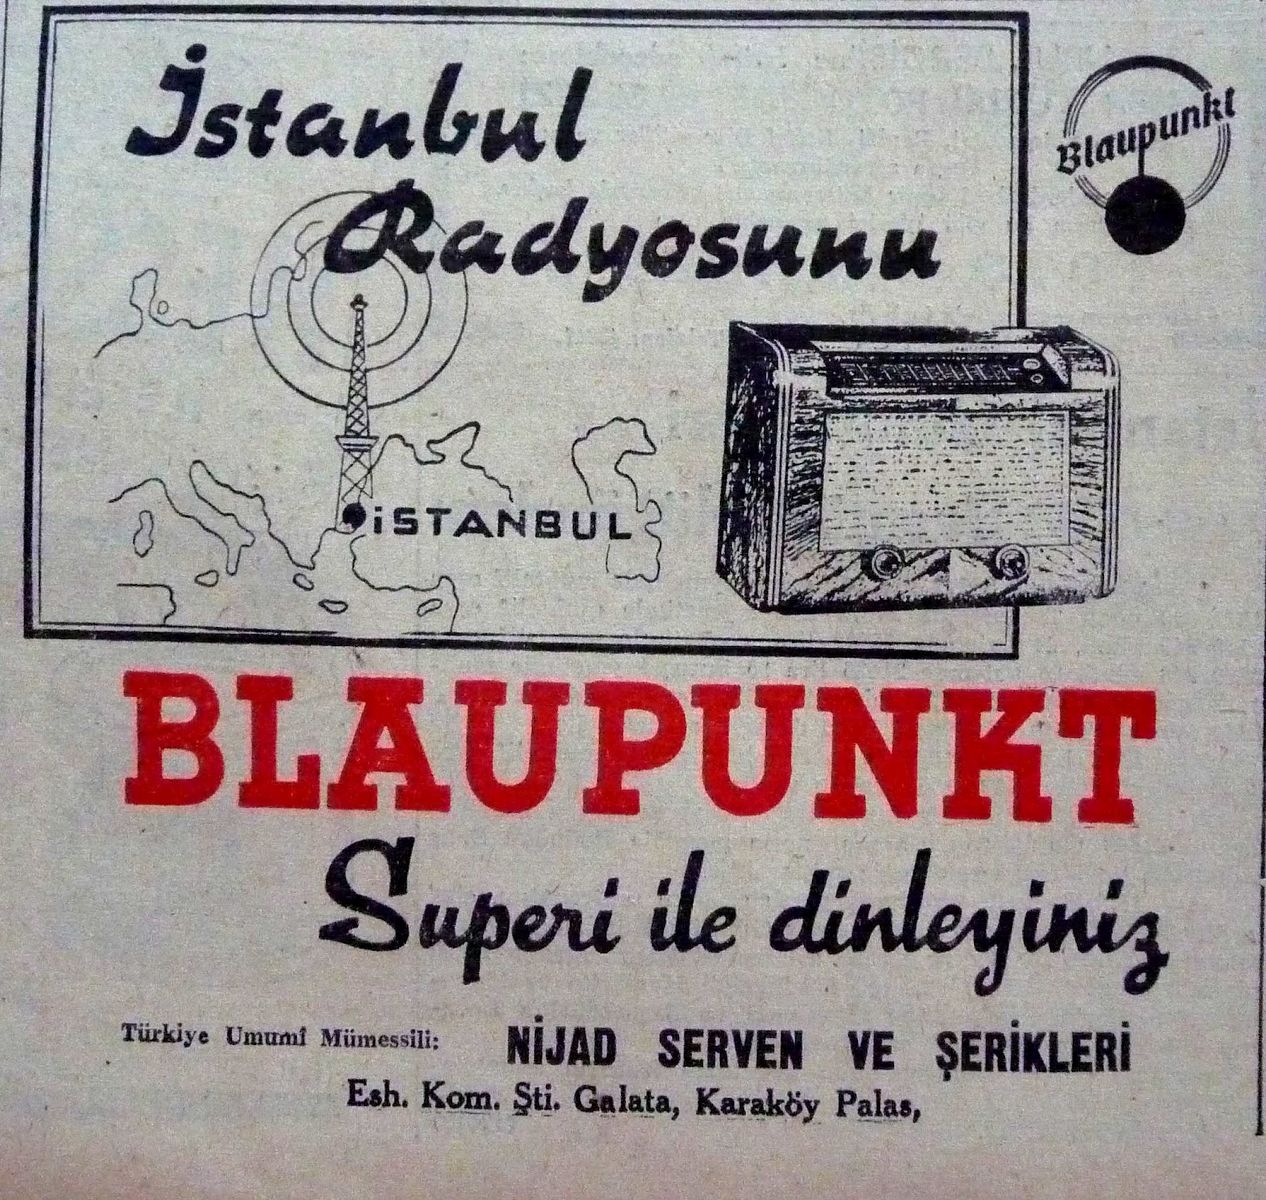 İstanbul
Radyosunu
Blaupunkt
iSTANBUL
BLAUPUNKT
Superi ile dinleyiniz
Türkiye Umumî Mümessili: NİJAD SERVEN VE ŞERİKLERİ
Esh. Kom. Şti. Galata, Karaköy Palas,